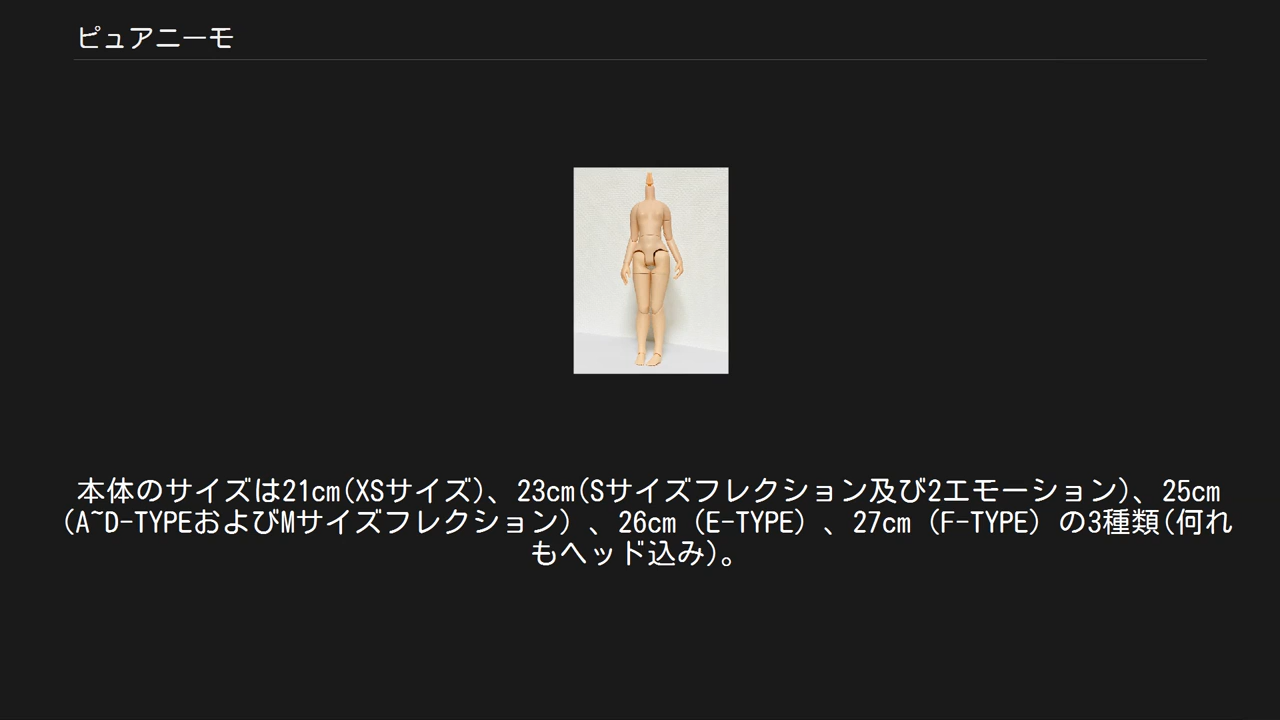 ピュアニーモ
本体のサイズは21cm(XSサイズ)、23cm(Sサイズフレクション及び2エモーション)、25cm
(A~D-TYPEおよびMサイズフレクション）、26cm（E-TYPE）、27cm（F-TYPE）の3種類(何れ
もヘッド込み)。